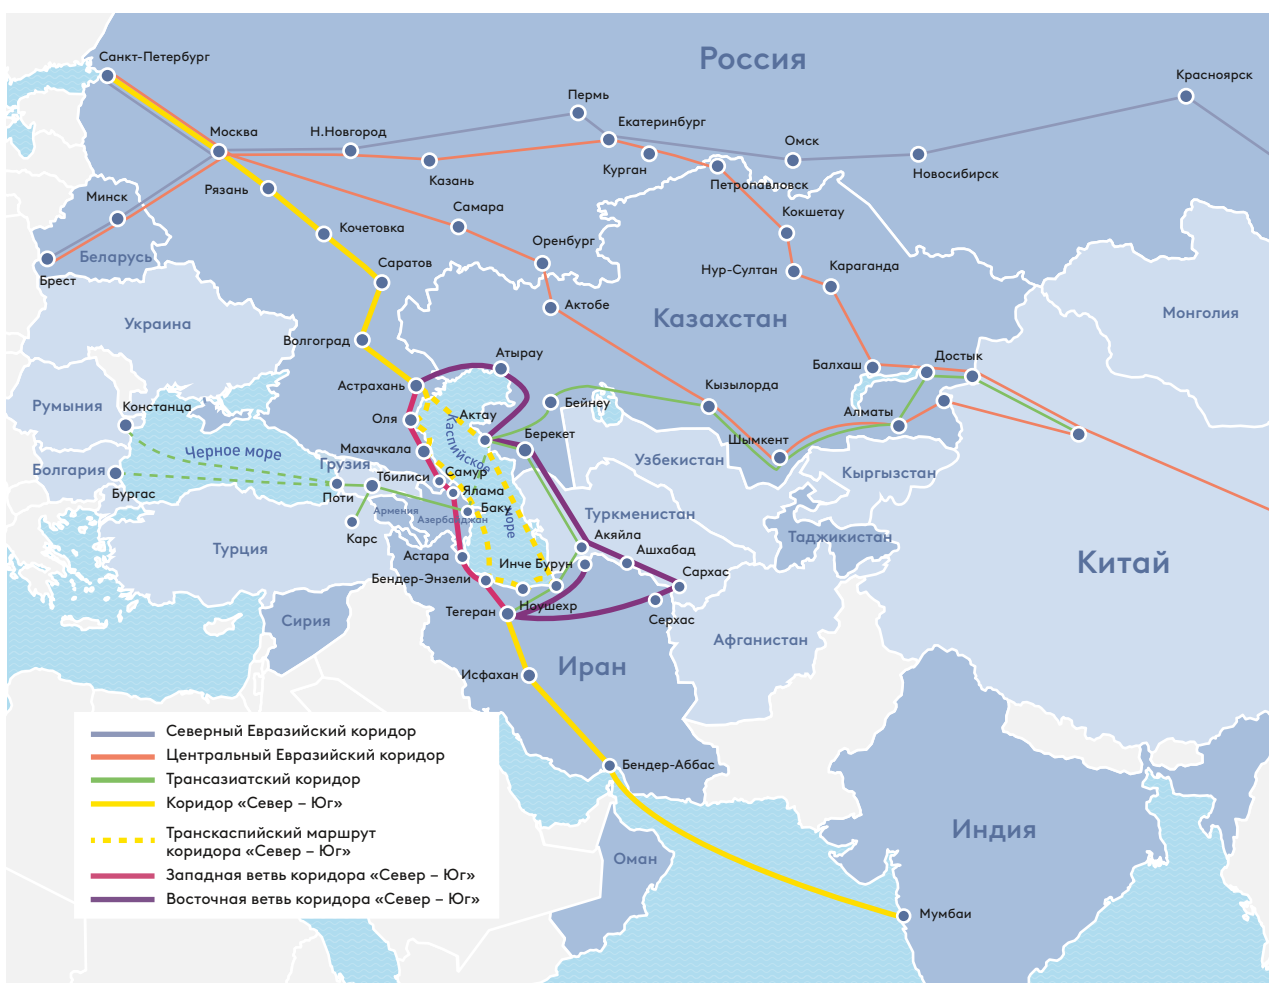 Санкт-Петербург
Россия
Красноярск
Пермь
Екатеринбург
Москва
Н.Новгород
Омск
Казань
Курган
Новосибирск
Рязань
Петропавловск
Минск
Самара
Кокшетау
Кочетовка
Оренбург
Беларусь
Саратов
Нур-Султан
Караганда
Брест
Актобе
Монголия
Украина
Казахстан
Волгоград
Атырау
Балхаш
Достык
Астрахань
Кызылорда
Румыния
Констанца
Оля
Актау
Бейнеу
Алматы
Берекет
Шымкент
Черное море
Махачкала
Каспийское море
Узбекистан
Болгария
Грузия
Тбилиси
Самур
Кыргызстан
Бургас
Поти
Ялама
Армения
Азербайджан
Баку
Туркменистан
Карс
Акяйла
Таджикистан
Турция
Астара
Инче Бурун
Ашхабад
Китай
Бендер-Энзели
Сархас
Тегеран
Ноушехр
Серхас
Сирия
Афганистан
Исфахан
Иран
Бендер-Аббас
Индия
Оман
Мумбаи
Северный Евразийский коридор
Центральный Евразийский коридор
Трансазиатский коридор
Коридор «Север – Юг»
Транскаспийский маршрут
коридора «Север – Юг»
Западная ветвь коридора «Север – Юг»
Восточная ветвь коридора «Север – Юг»